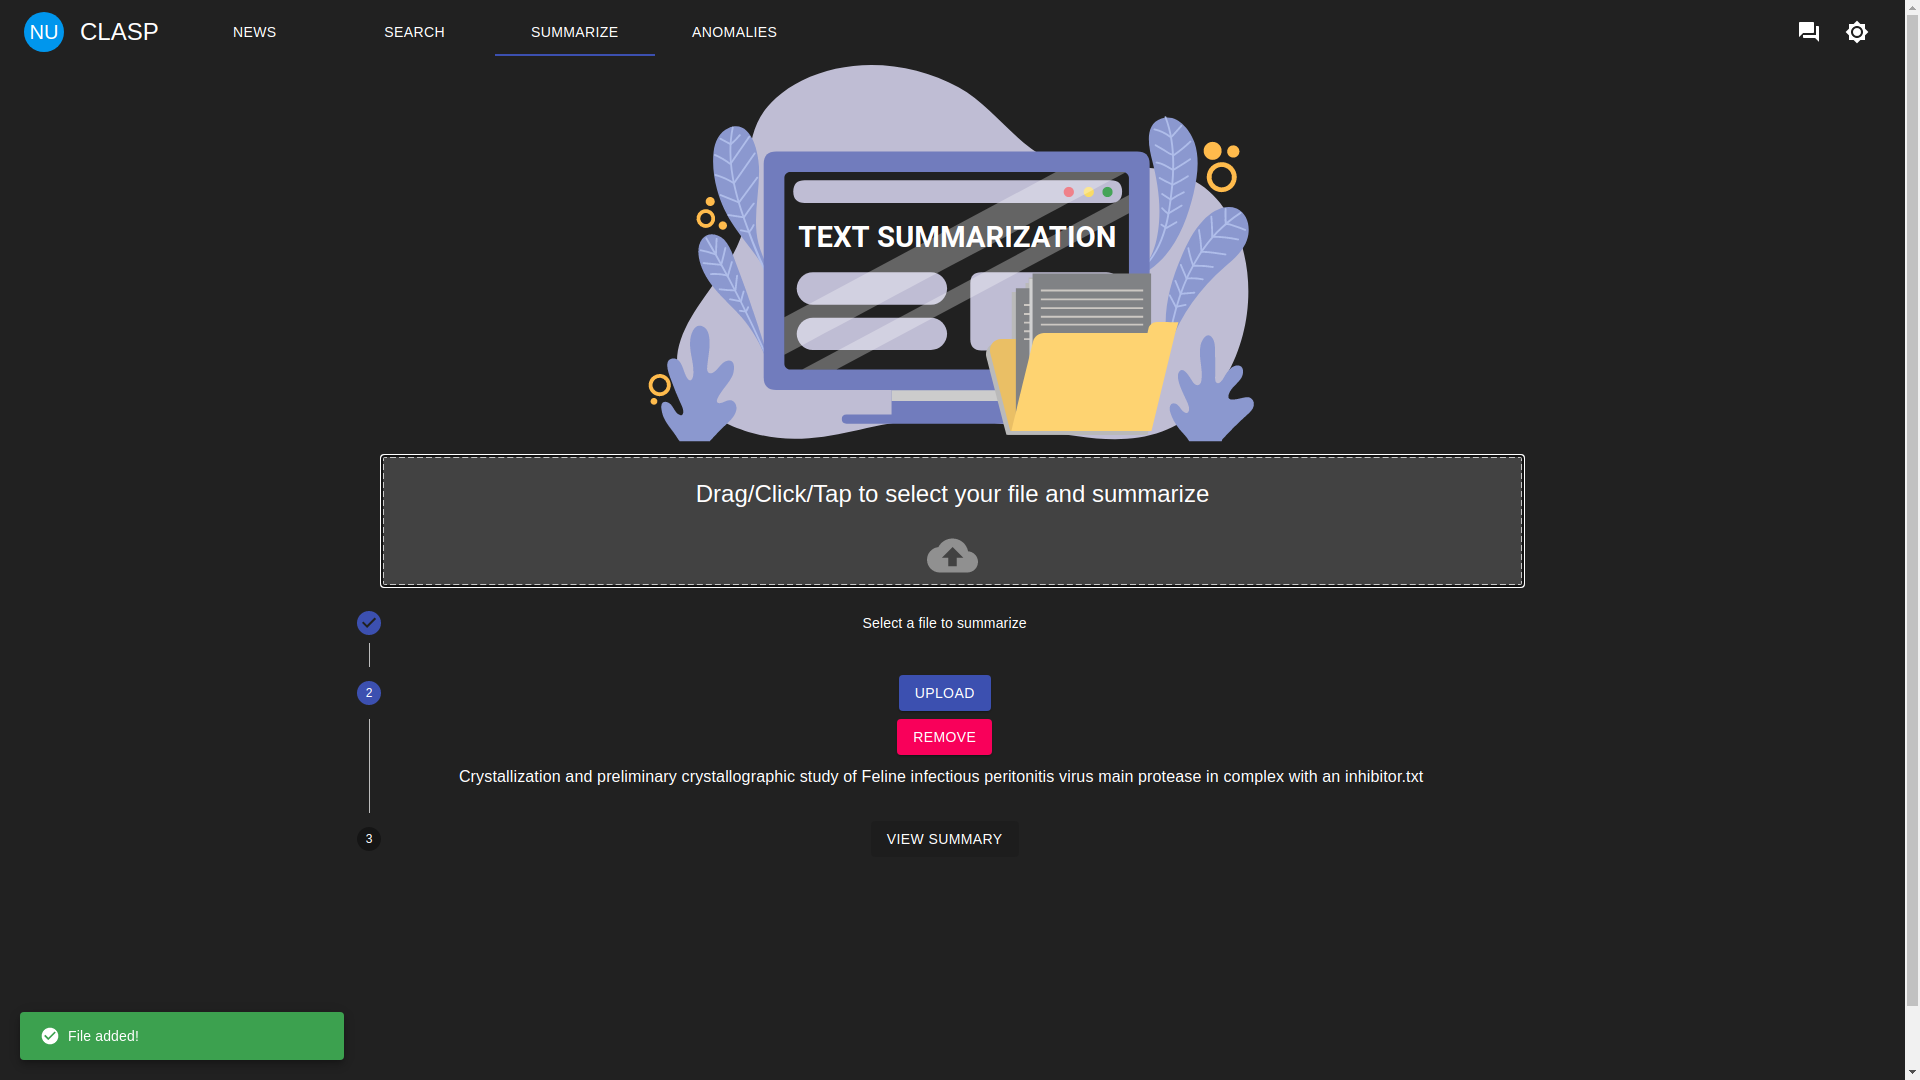 NU CLASP NEWS SEARCH SUMMARIZE ANOMALIES
TEXT SUMMARIZATION
Drag/Click/Tap to select your file and summarize
Select a file to summarize
2 UPLOAD
REMOVE
Crystallization and preliminary crystallographic study of Feline infectious peritonitis virus main protease in complex with an inhibitor.txt
3 VIEW SUMMARY
File added!